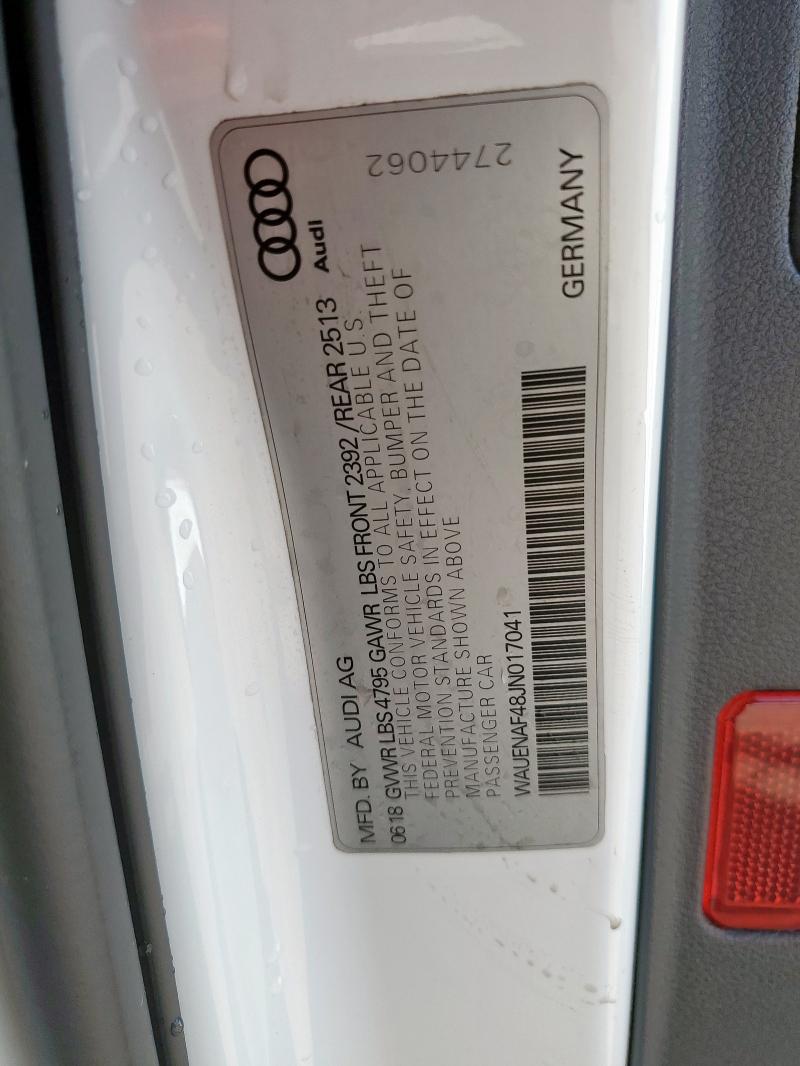 MFD. BY AUDI AG
Audi
0618 GVWR LBS 4795 GAWR LBS FRONT 2392 /REAR 2513
THIS VEHICLE CONFORMS TO ALL APPLICABLE U.S.
FEDERAL MOTOR VEHICLE SAFETY, BUMPER AND THEFT
PREVENTION STANDARDS IN EFFECT ON THE DATE OF
MANUFACTURE SHOWN ABOVE
PASSENGER CAR
WAUENAF48JN017041
GERMANY
2744062